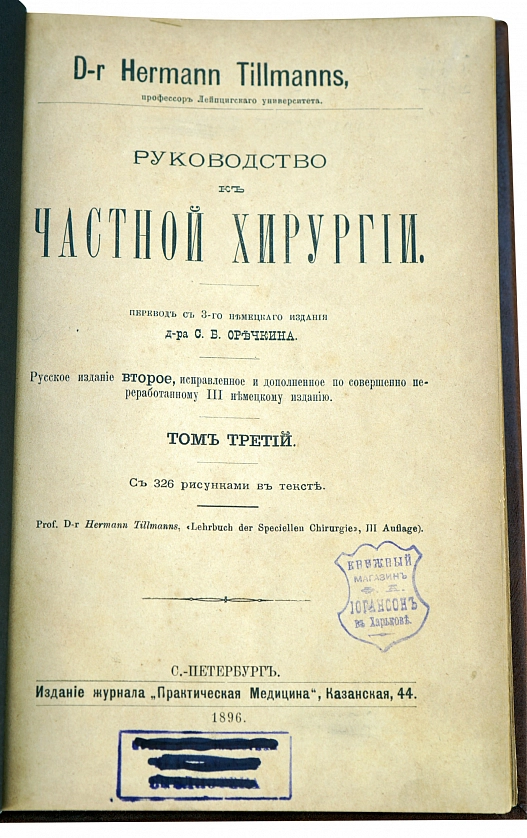 D-r Hermann Tillmanns,
профессоръ Лейпцигскаго университета.
РУКОВОДСТВО
КЪ
ЧАСТНОЙ ХИРУРГІИ.
ПЕРЕВОДЪ СЪ 3-ГО НѢМЕЦКАГО ИЗДАНІЯ
Д-ра С. Б. ОРѢЧКИНА.
Русское изданіе второе, исправленное и дополненное по совершенно пе-
реработанному III нѣмецкому изданію.
ТОМЪ ТРЕТІЙ.
Съ 326 рисунками въ текстѣ.
Prof. D-r Hermann Tillmanns, «Lehrbuch der Speciellen Chirurgie», III Auflage).
КНИЖНЫЙ
МАГАЗИНЪ
ІОГАНСОНЪ
въ Харьковѣ.
С.-ПЕТЕРБУРГЪ.
Изданіе журнала „Практическая Медицина“, Казанская, 44.
1896.